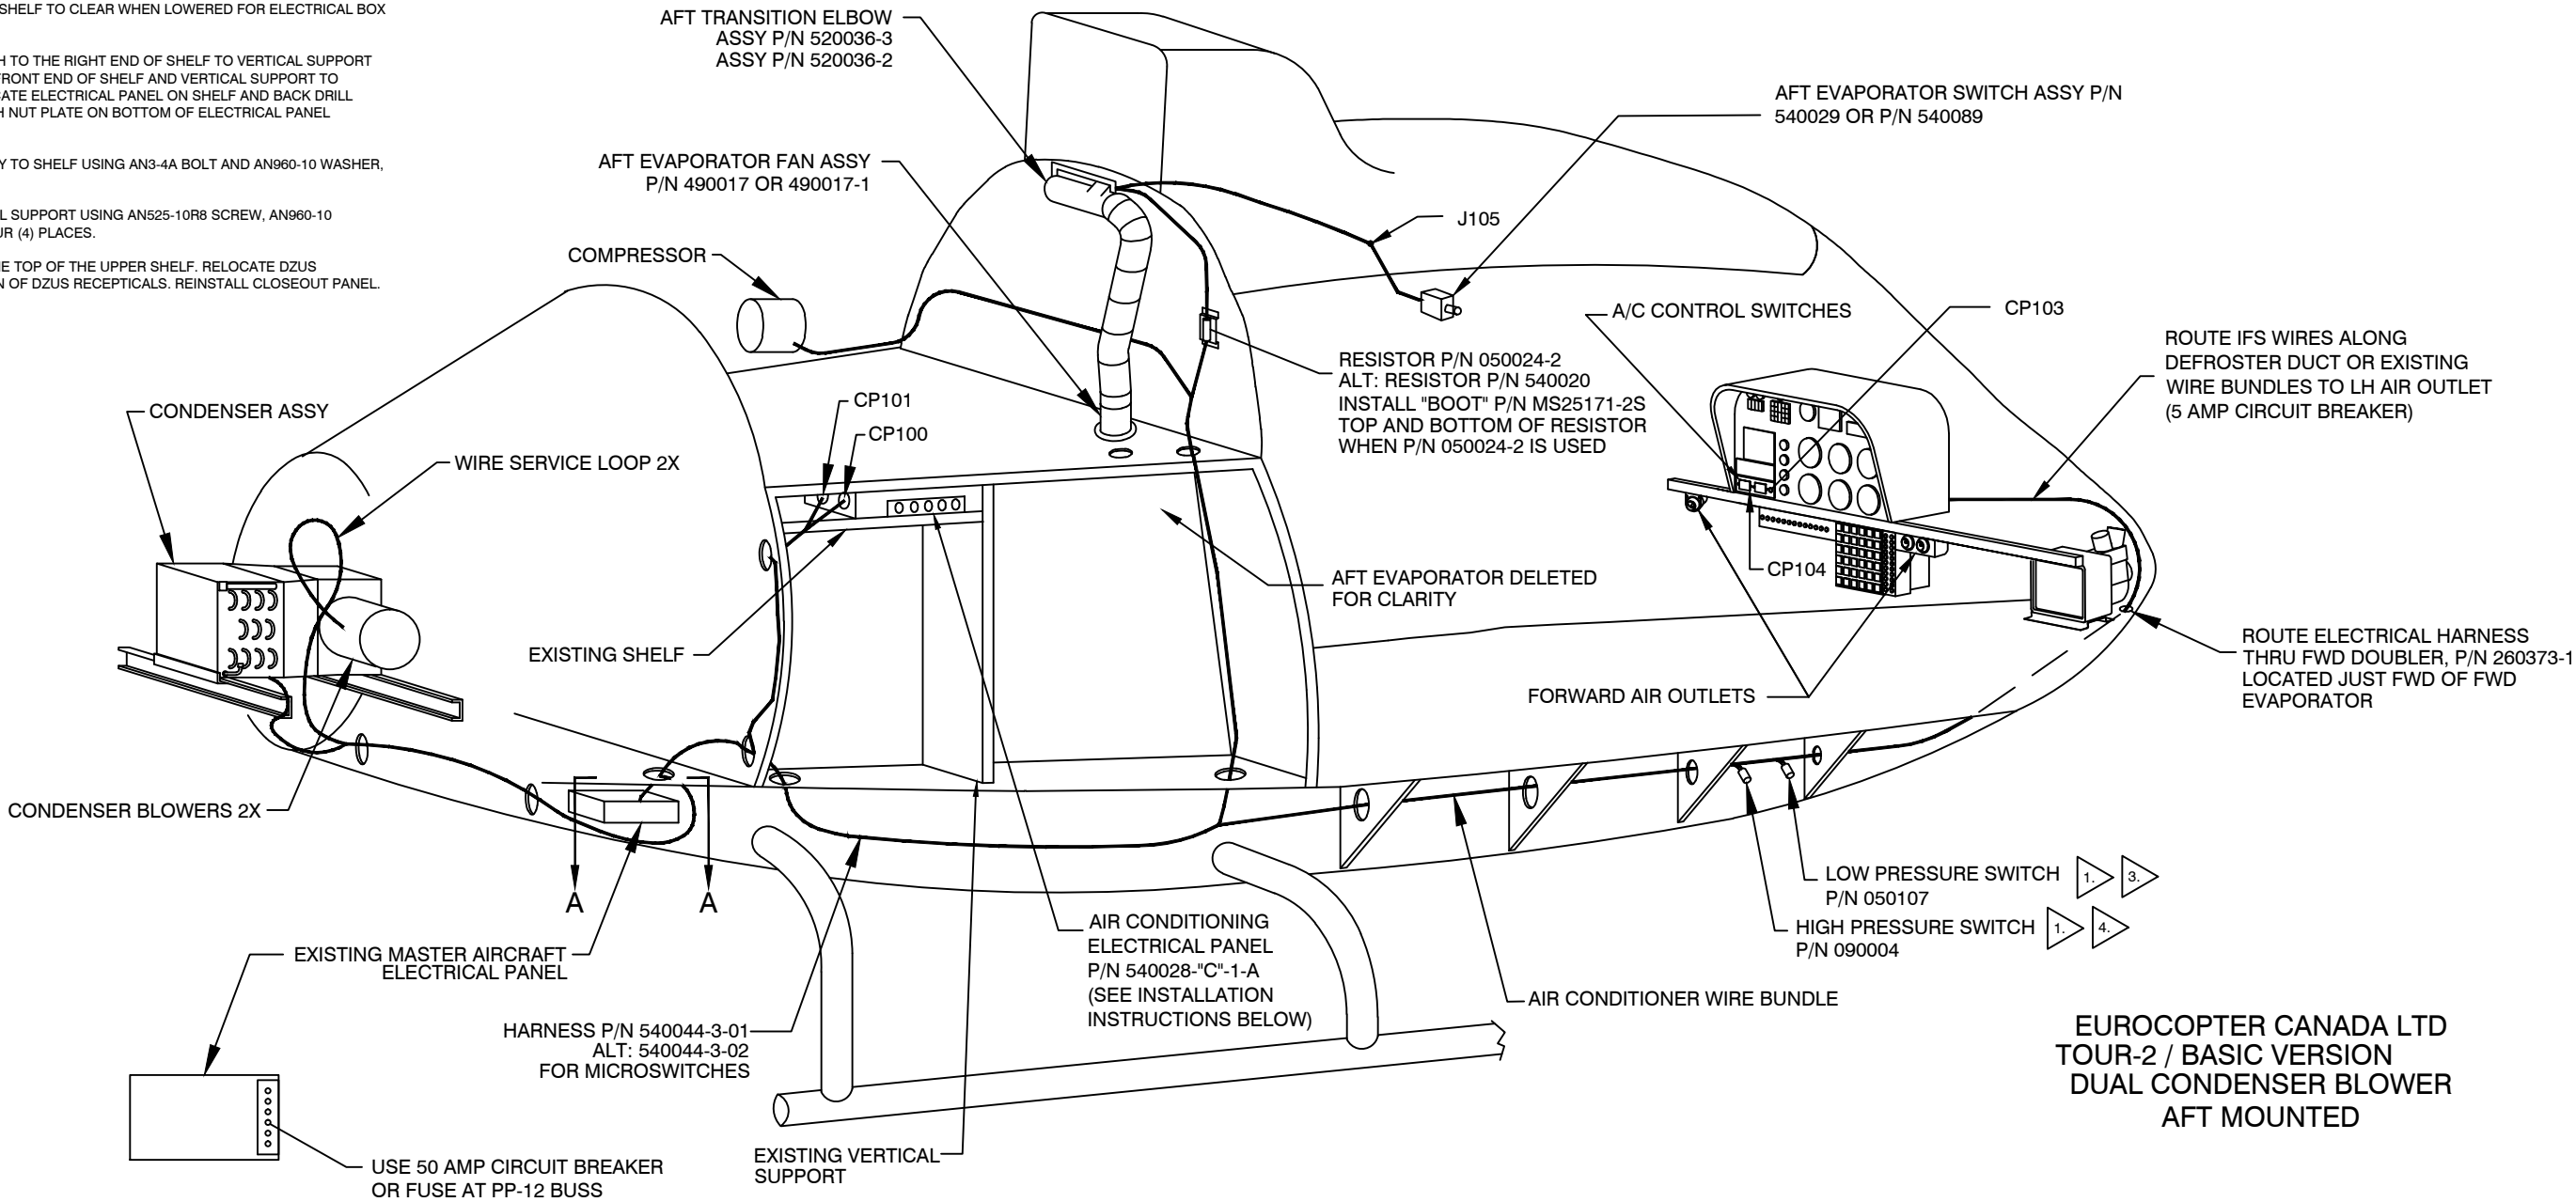 SHELF TO CLEAR WHEN LOWERED FOR ELECTRICAL BOX
H TO THE RIGHT END OF SHELF TO VERTICAL SUPPORT
FRONT END OF SHELF AND VERTICAL SUPPORT TO
ATE ELECTRICAL PANEL ON SHELF AND BACK DRILL
H NUT PLATE ON BOTTOM OF ELECTRICAL PANEL
Y TO SHELF USING AN3-4A BOLT AND AN960-10 WASHER,
L SUPPORT USING AN525-10R8 SCREW, AN960-10
UR (4) PLACES.
E TOP OF THE UPPER SHELF. RELOCATE DZUS
N OF DZUS RECEPTICALS. REINSTALL CLOSEOUT PANEL.
AFT TRANSITION ELBOW
ASSY P/N 520036-3
ASSY P/N 520036-2
AFT EVAPORATOR FAN ASSY
P/N 490017 OR 490017-1
COMPRESSOR
AFT EVAPORATOR SWITCH ASSY P/N
540029 OR P/N 540089
J105
A/C CONTROL SWITCHES
CP103
ROUTE IFS WIRES ALONG
DEFROSTER DUCT OR EXISTING
WIRE BUNDLES TO LH AIR OUTLET
(5 AMP CIRCUIT BREAKER)
RESISTOR P/N 050024-2
ALT: RESISTOR P/N 540020
INSTALL "BOOT" P/N MS25171-2S
TOP AND BOTTOM OF RESISTOR
WHEN P/N 050024-2 IS USED
CONDENSER ASSY
CP101
CP100
WIRE SERVICE LOOP 2X
CP104
AFT EVAPORATOR DELETED
FOR CLARITY
EXISTING SHELF
FORWARD AIR OUTLETS
ROUTE ELECTRICAL HARNESS
THRU FWD DOUBLER, P/N 260373-1
LOCATED JUST FWD OF FWD
EVAPORATOR
CONDENSER BLOWERS 2X
A
A
LOW PRESSURE SWITCH
P/N 050107
1.
3.
HIGH PRESSURE SWITCH
P/N 090004
1.
4.
EXISTING MASTER AIRCRAFT
ELECTRICAL PANEL
AIR CONDITIONING
ELECTRICAL PANEL
P/N 540028-"C"-1-A
(SEE INSTALLATION
INSTRUCTIONS BELOW)
AIR CONDITIONER WIRE BUNDLE
HARNESS P/N 540044-3-01
ALT: 540044-3-02
FOR MICROSWITCHES
EXISTING VERTICAL
SUPPORT
USE 50 AMP CIRCUIT BREAKER
OR FUSE AT PP-12 BUSS
EUROCOPTER CANADA LTD
TOUR-2 / BASIC VERSION
DUAL CONDENSER BLOWER
AFT MOUNTED